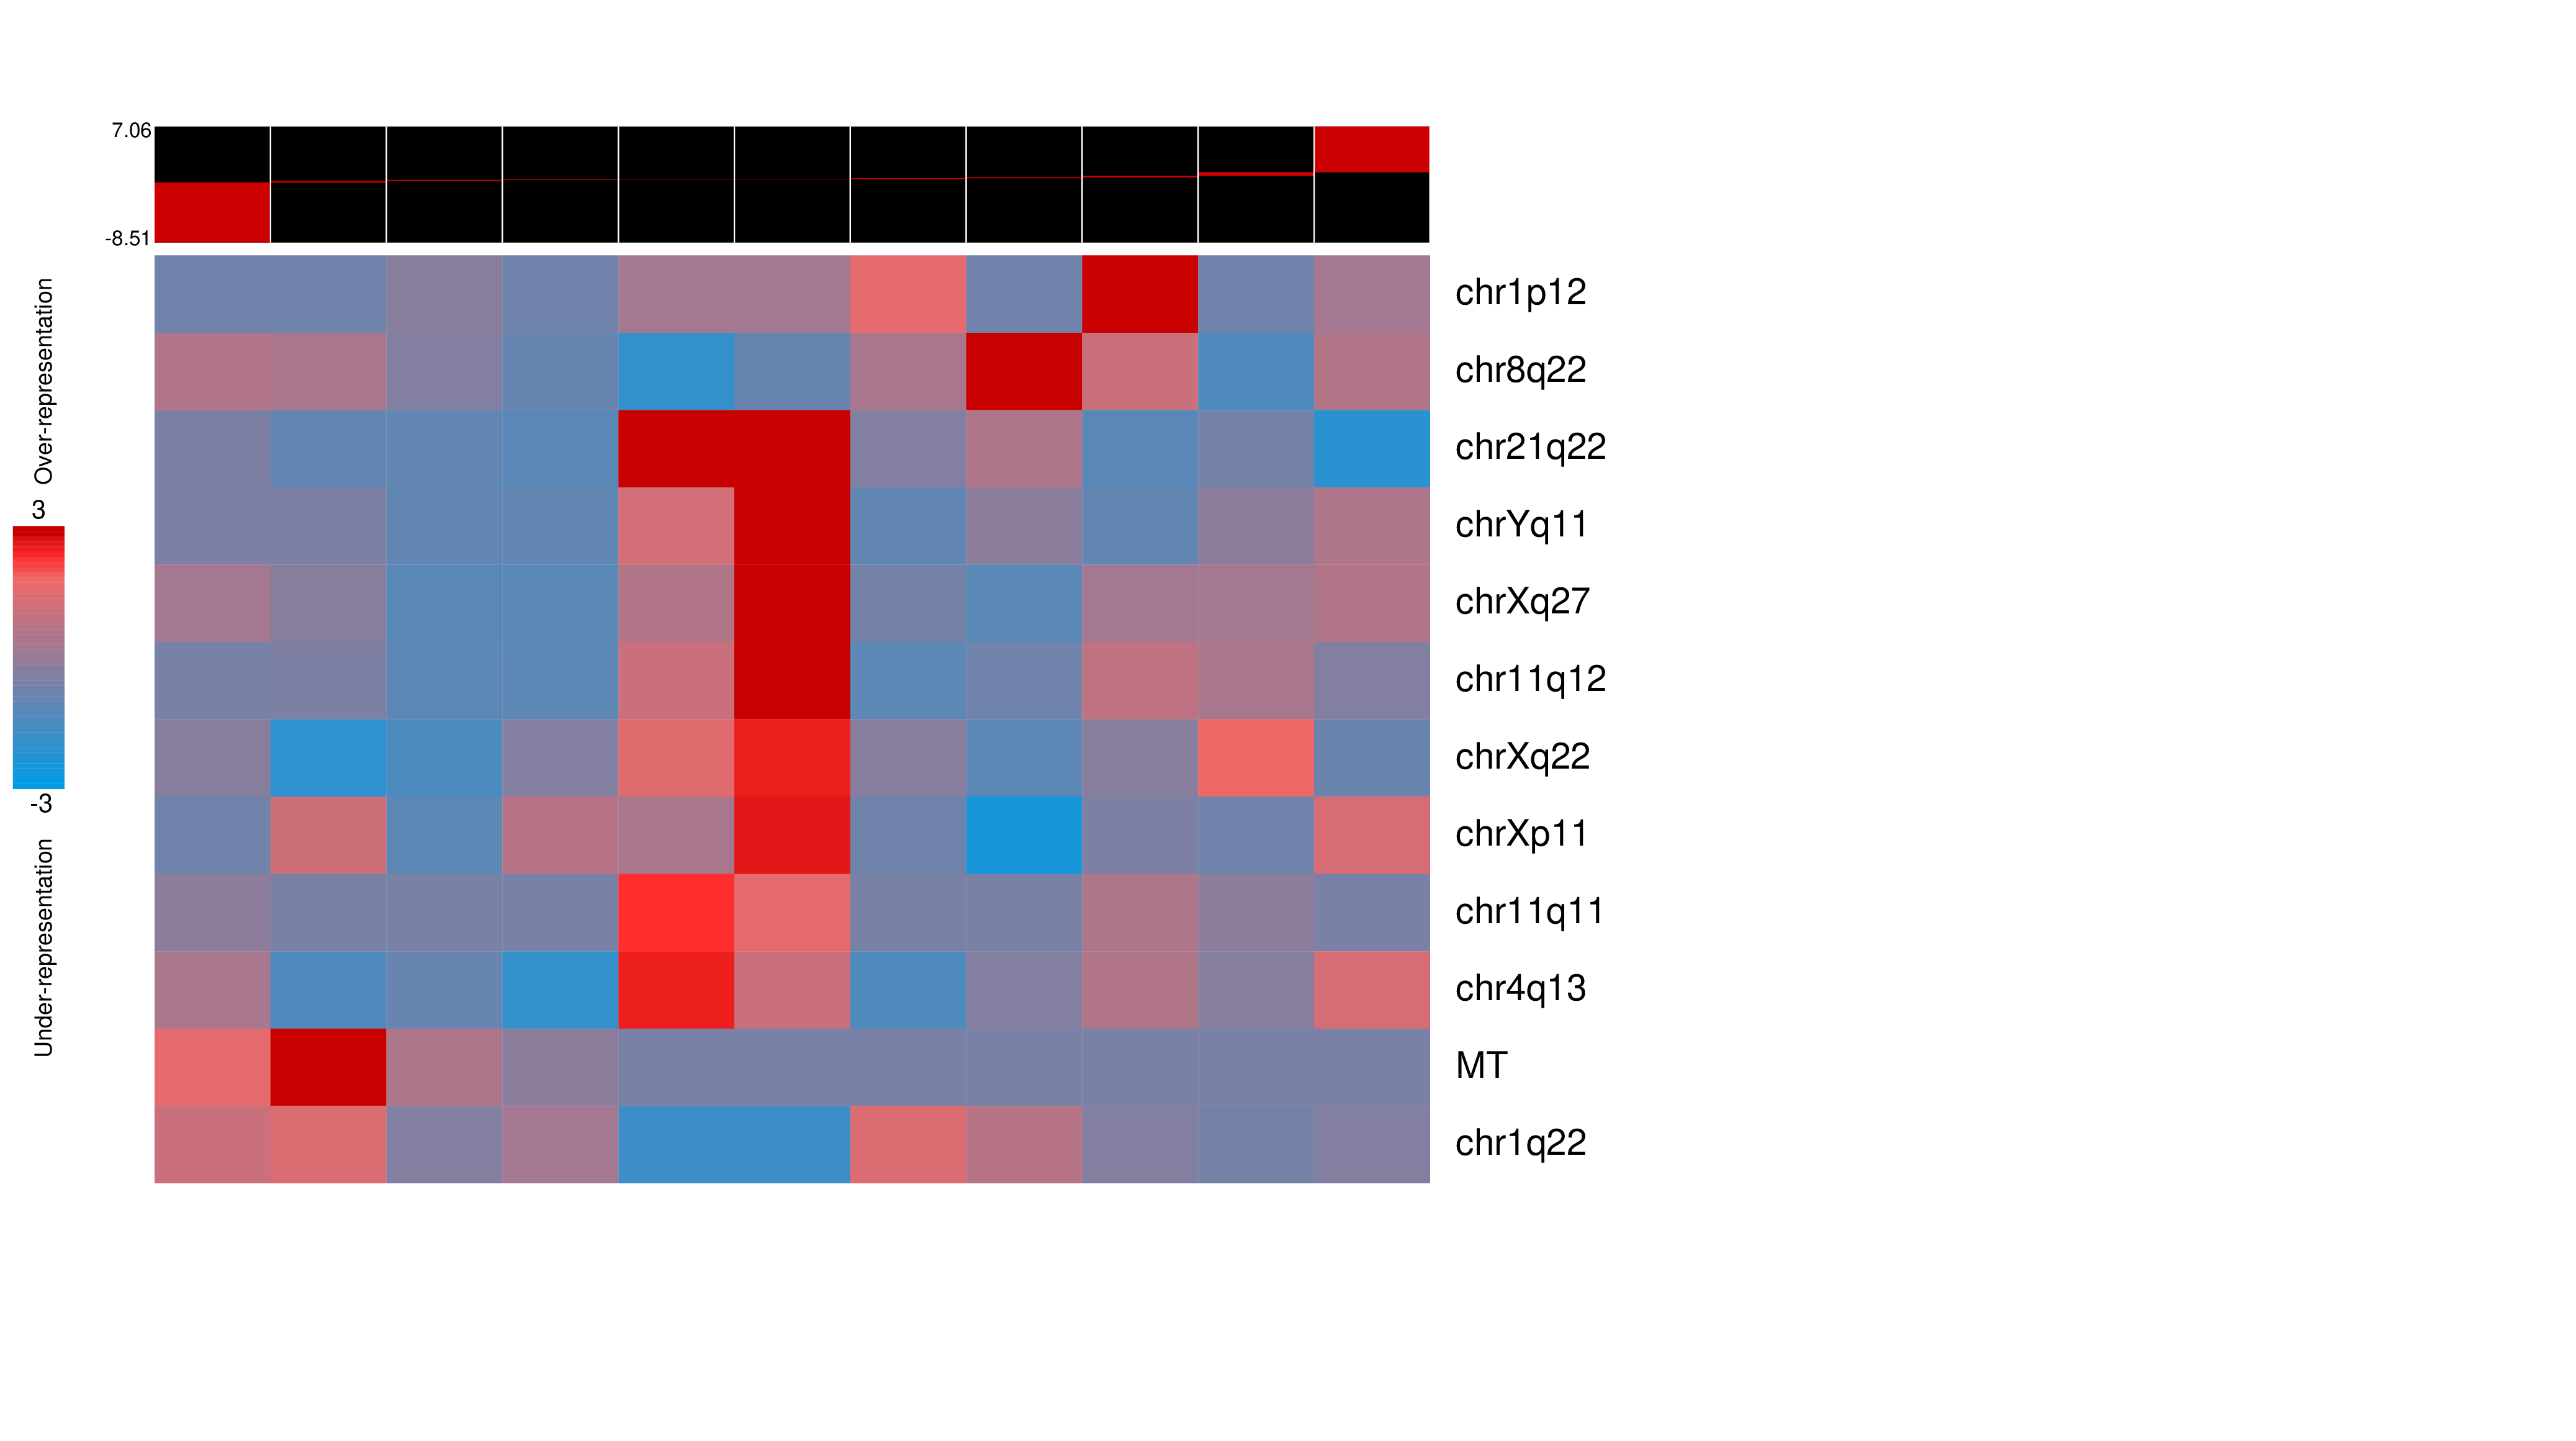 7.06
-8.51
Over-representation
3
-3
Under-representation
chr1p12
chr8q22
chr21q22
chrYq11
chrXq27
chr11q12
chrXq22
chrXp11
chr11q11
chr4q13
MT
chr1q22